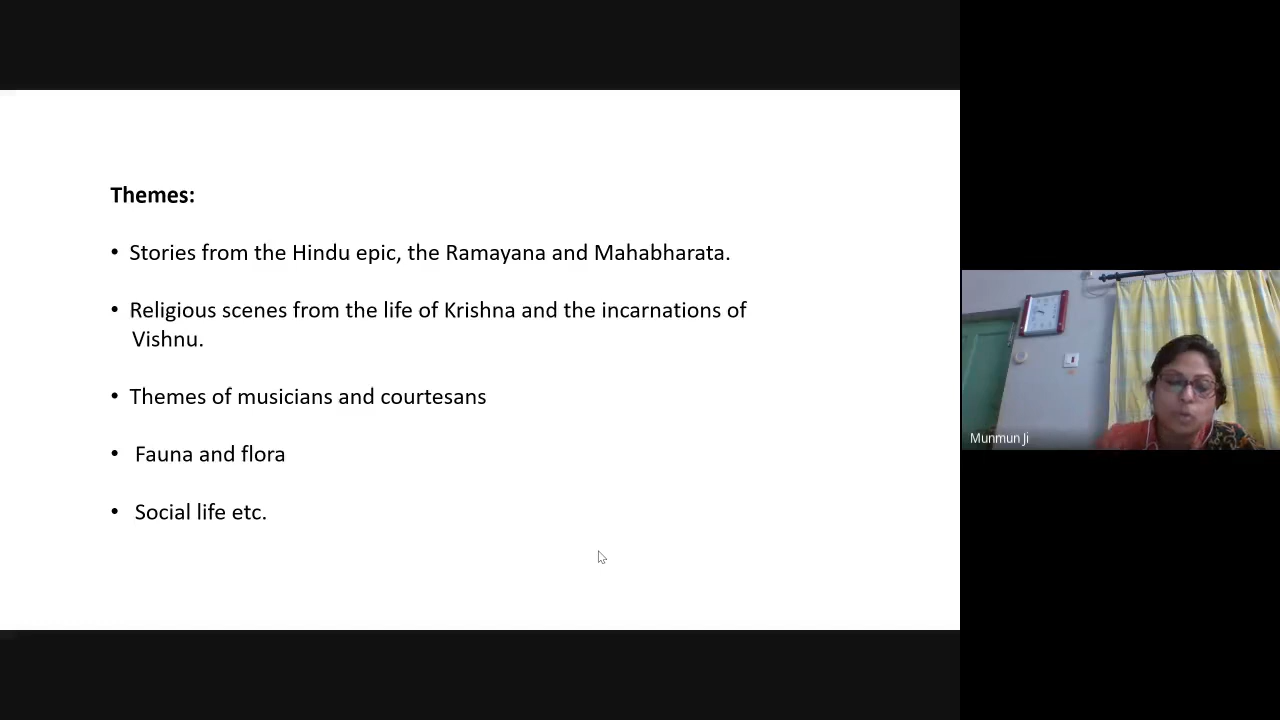 Themes:
• Stories from the Hindu epic, the Ramayana and Mahabharata.
• Religious scenes from the life of Krishna and the incarnations of
Vishnu.
• Themes of musicians and courtesans
• Fauna and flora
• Social life etc.
Munmun Ji